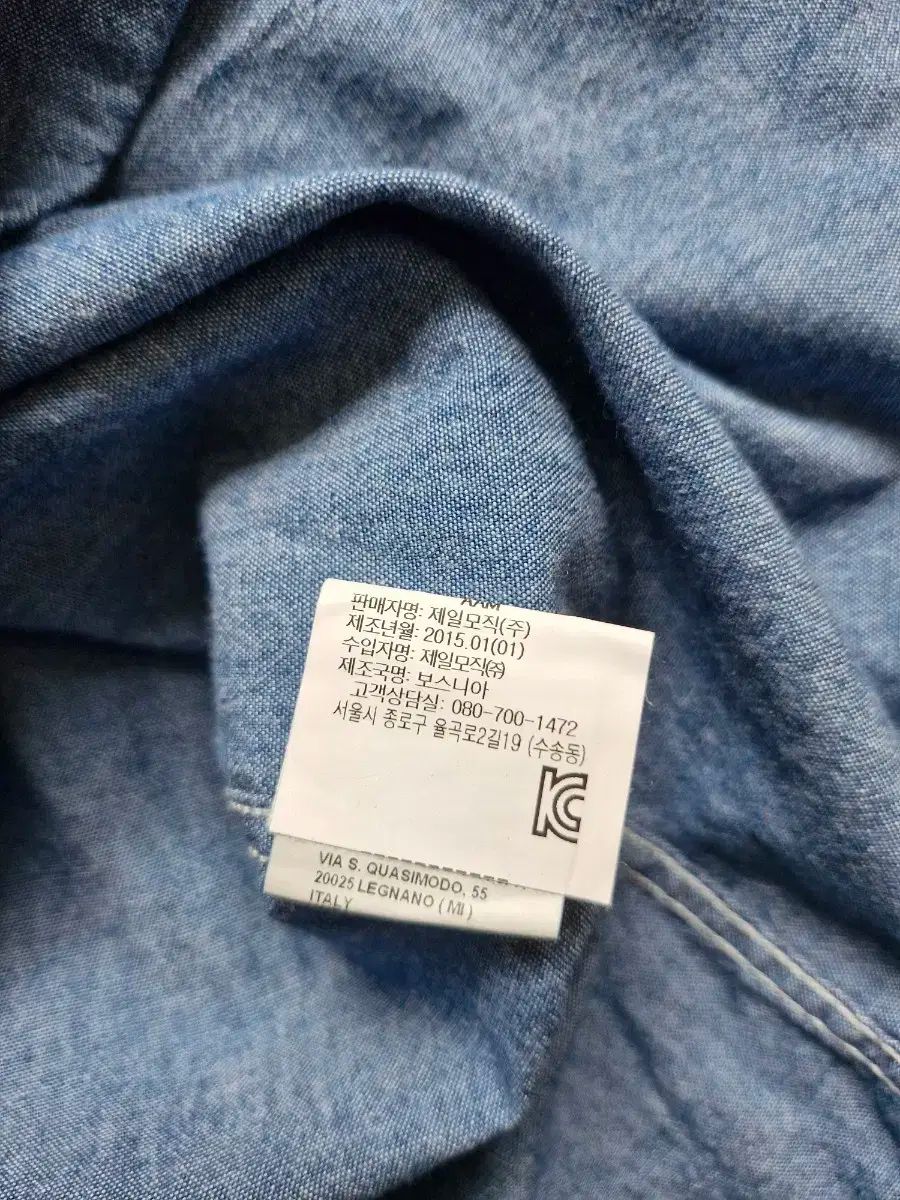 판매자명: 제일모직(주)
제조년월: 2015.01(01)
수입자명: 제일모직㈜
제조국명: 보스니아
고객상담실: 080-700-1472
서울시 종로구 율곡로2길19 (수송동)
KC
VIA S. QUASIMODO, 55
20025 LEGNANO ( MI )
ITALY